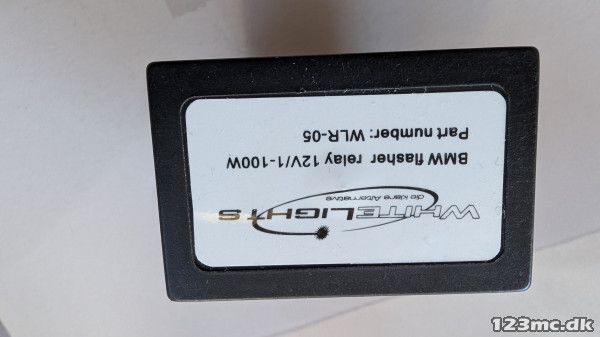 WHITELIGHTS
die klare Alternative
BMW flasher relay 12V/1-100W
Part number: WLR-05
123mc.dk